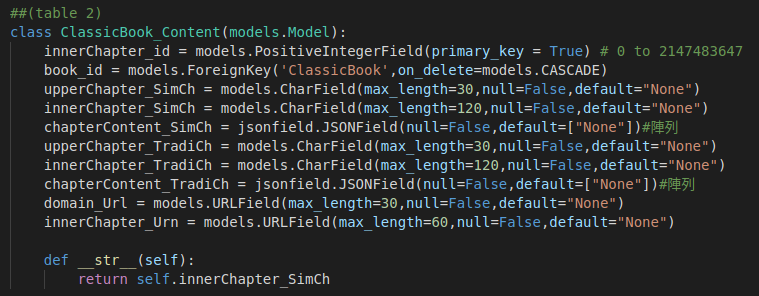 ##(table 2)
class ClassicBook_Content(models.Model):
    innerChapter_id = models.PositiveIntegerField(primary_key = True) # 0 to 2147483647
    book_id = models.ForeignKey('ClassicBook',on_delete=models.CASCADE)
    upperChapter_SimCh = models.CharField(max_length=30,null=False,default="None")
    innerChapter_SimCh = models.CharField(max_length=120,null=False,default="None")
    chapterContent_SimCh = jsonfield.JSONField(null=False,default=["None"])#陣列
    upperChapter_TradiCh = models.CharField(max_length=30,null=False,default="None")
    innerChapter_TradiCh = models.CharField(max_length=120,null=False,default="None")
    chapterContent_TradiCh = jsonfield.JSONField(null=False,default=["None"])#陣列
    domain_Url = models.URLField(max_length=30,null=False,default="None")
    innerChapter_Urn = models.URLField(max_length=60,null=False,default="None")

    def __str__(self):
        return self.innerChapter_SimCh